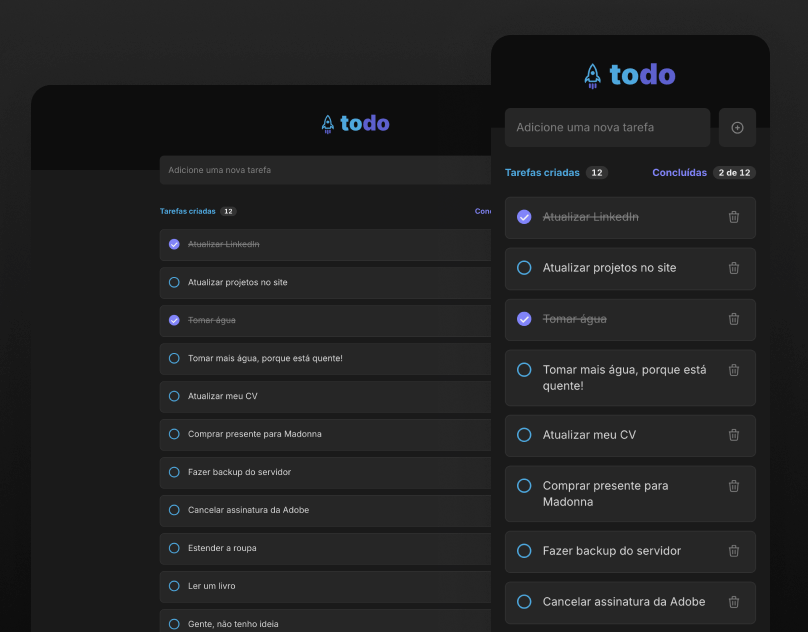 todo
Adicione uma nova tarefa
Tarefas criadas 12
Conc
Atualizar LinkedIn
Atualizar projetos no site
Tomar água
Tomar mais água, porque está quente!
Atualizar meu CV
Comprar presente para Madonna
Fazer backup do servidor
Cancelar assinatura da Adobe
Estender a roupa
Ler um livro
Gente, não tenho ideia
todo
Adicione uma nova tarefa
Tarefas criadas 12
Concluídas 2 de 12
Atualizar LinkedIn
Atualizar projetos no site
Tomar água
Tomar mais água, porque está
quente!
Atualizar meu CV
Comprar presente para
Madonna
Fazer backup do servidor
Cancelar assinatura da Adobe